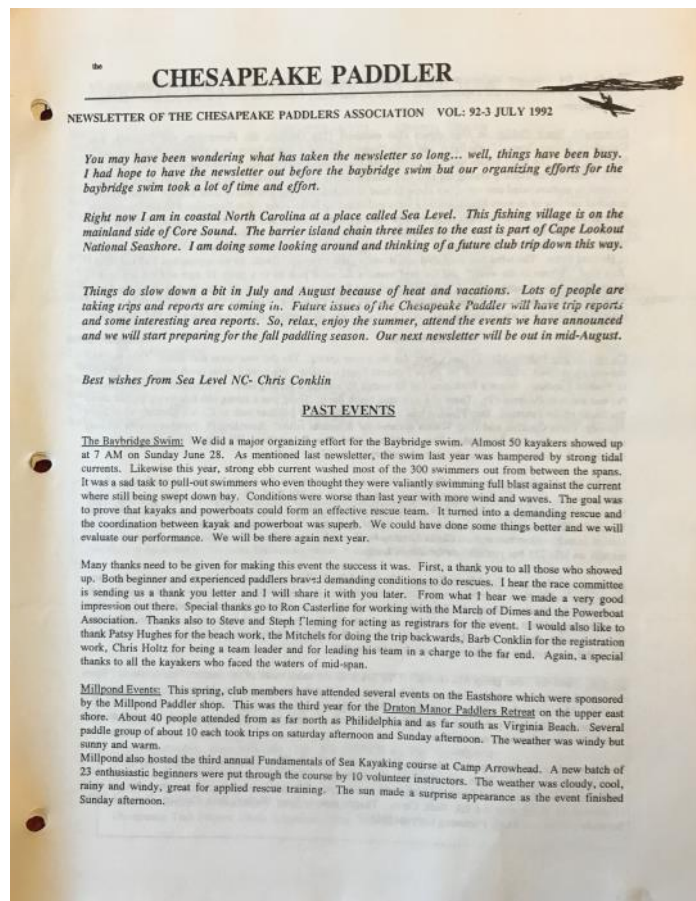 the
CHESAPEAKE PADDLER
NEWSLETTER OF THE CHESAPEAKE PADDLERS ASSOCIATION VOL: 92-3 JULY 1992
You may have been wondering what has taken the newsletter so long... well, things have been busy.
I had hope to have the newsletter out before the baybridge swim but our organizing efforts for the
baybridge swim took a lot of time and effort.
Right now I am in coastal North Carolina at a place called Sea Level. This fishing village is on the
mainland side of Core Sound. The barrier island chain three miles to the east is part of Cape Lookout
National Seashore. I am doing some looking around and thinking of a future club trip down this way.
Things do slow down a bit in July and August because of heat and vacations. Lots of people are
taking trips and reports are coming in. Future issues of the Chesapeake Paddler will have trip reports
and some interesting area reports. So, relax, enjoy the summer, attend the events we have announced
and we will start preparing for the fall paddling season. Our next newsletter will be out in mid-August.
Best wishes from Sea Level NC- Chris Conklin
PAST EVENTS
The Baybridge Swim: We did a major organizing effort for the Baybridge swim. Almost 50 kayakers showed up
at 7 AM on Sunday June 28. As mentioned last newsletter, the swim last year was hampered by strong tidal
currents. Likewise this year, strong ebb current washed most of the 300 swimmers out from between the spans.
It was a sad task to pull-out swimmers who even thought they were valiantly swimming full blast against the current
where still being swept down bay. Conditions were worse than last year with more wind and waves. The goal was
to prove that kayaks and powerboats could form an effective rescue team. It turned into a demanding rescue and
the coordination between kayak and powerboat was superb. We could have done some things better and we will
evaluate our performance. We will be there again next year.
Many thanks need to be given for making this event the success it was. First, a thank you to all those who showed
up. Both beginner and experienced paddlers braved demanding conditions to do rescues. I hear the race committee
is sending us a thank you letter and I will share it with you later. From what I hear we made a very good
impression out there. Special thanks go to Ron Casterline for working with the March of Dimes and the Powerboat
Association. Thanks also to Steve and Steph Fleming for acting as registrars for the event. I would also like to
thank Patsy Hughes for the beach work, the Mitchels for doing the trip backwards, Barb Conklin for the registration
work, Chris Holtz for being a team leader and for leading his team in a charge to the far end. Again, a special
thanks to all the kayakers who faced the waters of mid-span.
Millpond Events: This spring, club members have attended several events on the Eastshore which were sponsored
by the Millpond Paddler shop. This was the third year for the Draton Manor Paddlers Retreat on the upper east
shore. About 40 people attended from as far north as Philidelphia and as far south as Virginia Beach. Several
paddle group of about 10 each took trips on saturday afternoon and Sunday afternoon. The weather was windy but
sunny and warm.
Millpond also hosted the third annual Fundamentals of Sea Kayaking course at Camp Arrowhead. A new batch of
23 enthusiastic beginners were put through the course by 10 volunteer instructors. The weather was cloudy, cool,
rainy and windy, great for applied rescue training. The sun made a surprise appearance as the event finished
Sunday afternoon.